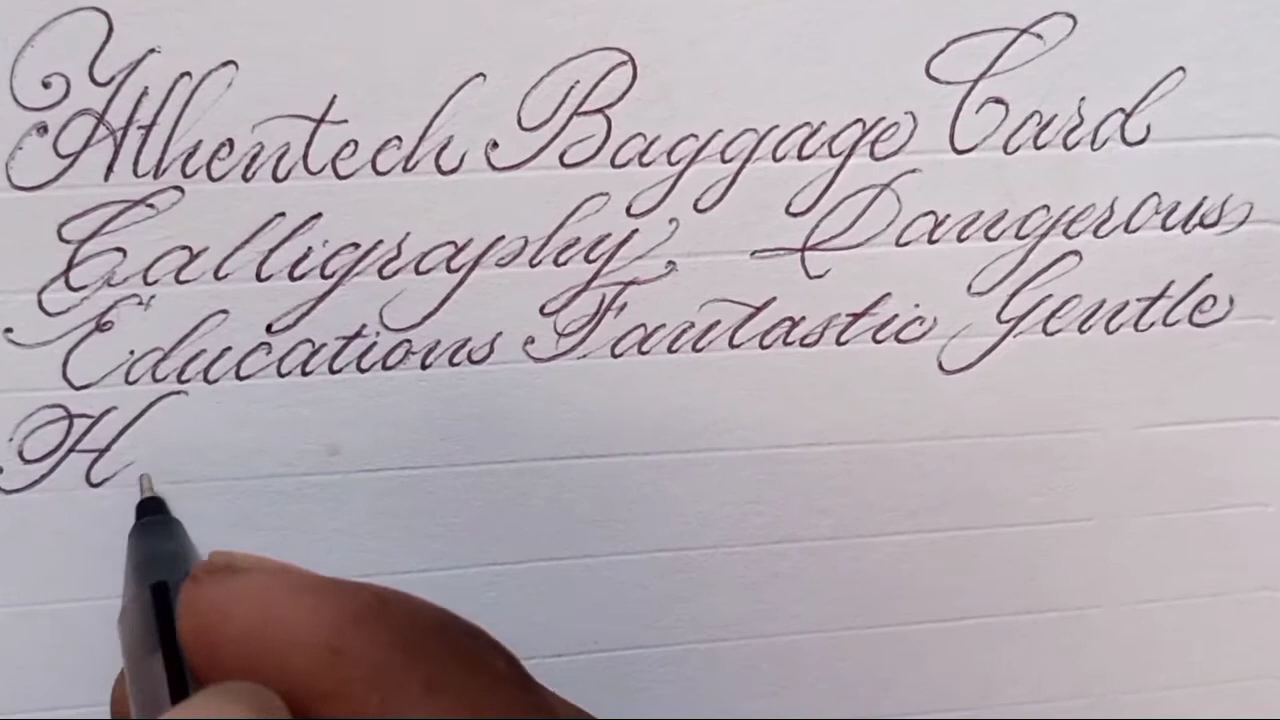 Athentech Baggage Card
Calligraphy, Dangerous
Educations Fantastic Gentle
H